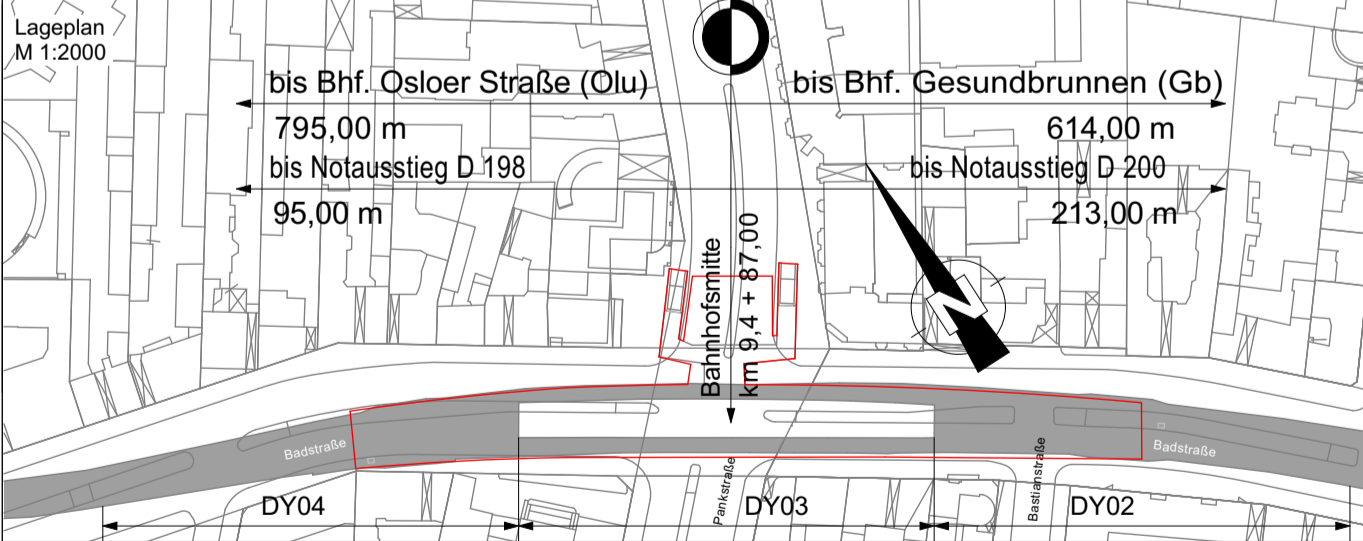 Lageplan
M 1:2000
bis Bhf. Osloer Straße (Olu)
795,00 m
bis Notausstieg D 198
95,00 m
bis Bhf. Gesundbrunnen (Gb)
614,00 m
bis Notausstieg D 200
213,00 m
Bahnhofsmitte
km 9,4 + 87,00
N
Badstraße
Badstraße
Pankstraße
Bastianstraße
DY04
DY03
DY02